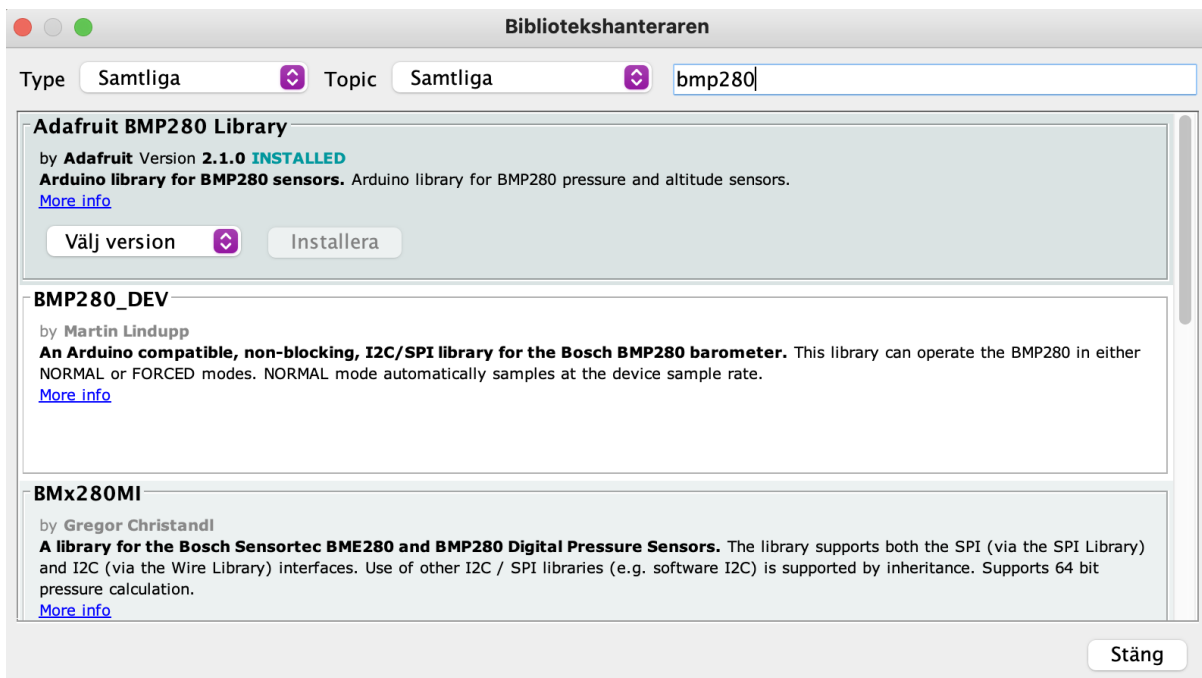 Bibliotekshanteraren
Type Samtliga Topic Samtliga bmp280
Adafruit BMP280 Library
by Adafruit Version 2.1.0 INSTALLED
Arduino library for BMP280 sensors. Arduino library for BMP280 pressure and altitude sensors.
More info
Välj version Installera
BMP280_DEV
by Martin Lindupp
An Arduino compatible, non-blocking, I2C/SPI library for the Bosch BMP280 barometer. This library can operate the BMP280 in either
NORMAL or FORCED modes. NORMAL mode automatically samples at the device sample rate.
More info
BMx280MI
by Gregor Christandl
A library for the Bosch Sensortec BME280 and BMP280 Digital Pressure Sensors. The library supports both the SPI (via the SPI Library)
and I2C (via the Wire Library) interfaces. Use of other I2C / SPI libraries (e.g. software I2C) is supported by inheritance. Supports 64 bit
pressure calculation.
More info
Stäng